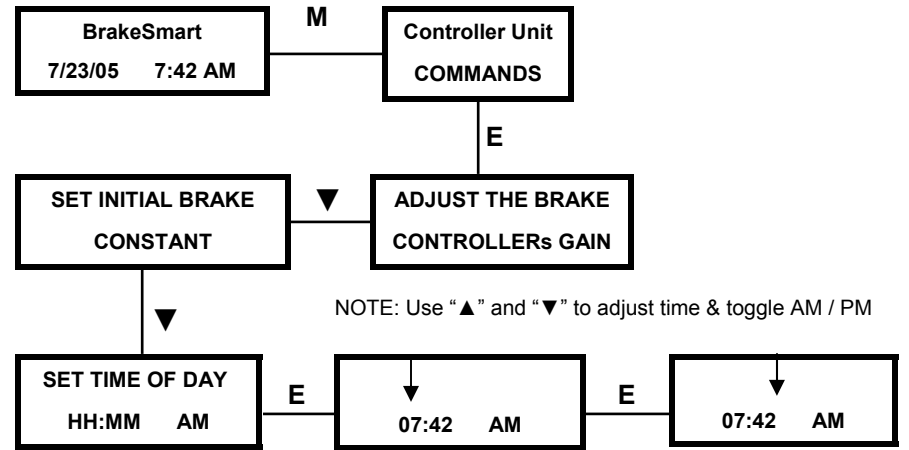 BrakeSmart
7/23/05 7:42 AM
M
Controller Unit
COMMANDS
E
ADJUST THE BRAKE
CONTROLLERs GAIN
▼
SET INITIAL BRAKE
CONSTANT
▼
NOTE: Use “▲” and “▼” to adjust time & toggle AM / PM
SET TIME OF DAY
HH:MM AM
E
07:42 AM
E
07:42 AM